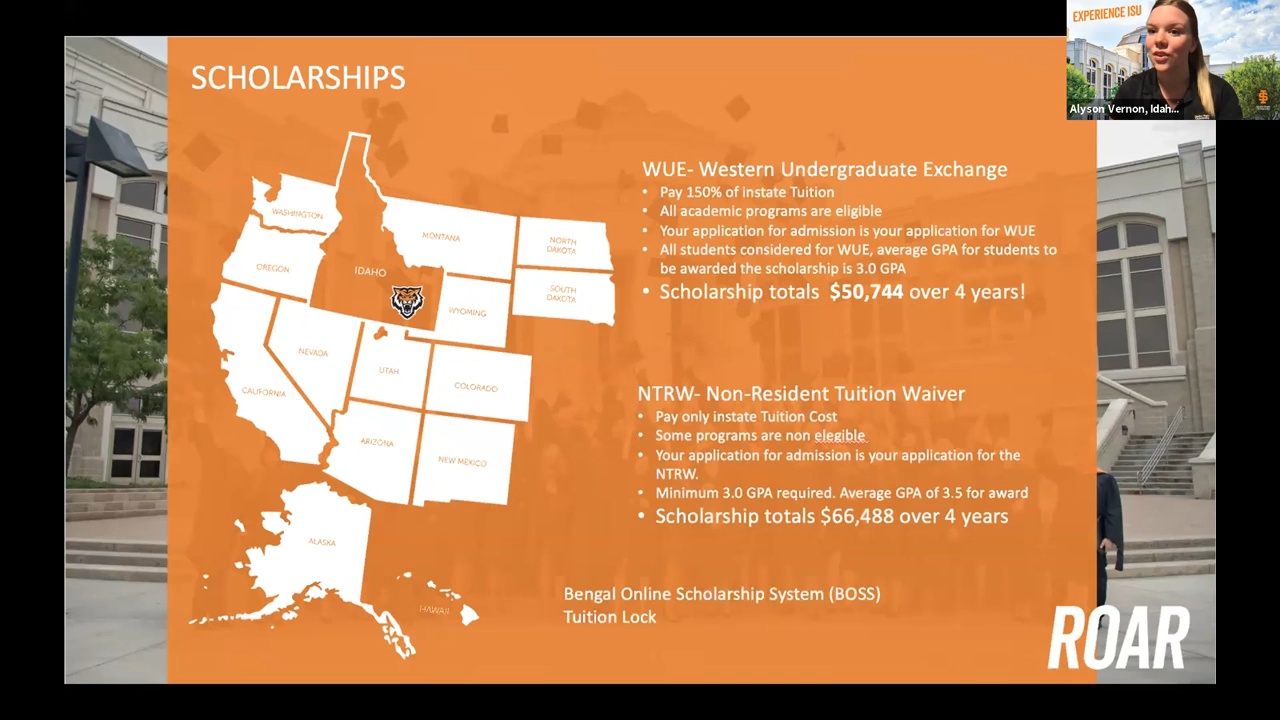 EXPERIENCE ISU
Alyson Vernon, Idah...
SCHOLARSHIPS
WASHINGTON
OREGON
IDAHO
MONTANA
NORTH
DAKOTA
SOUTH
DAKOTA
WYOMING
NEVADA
UTAH
COLORADO
CALIFORNIA
ARIZONA
NEW MEXICO
ALASKA
HAWAII
WUE- Western Undergraduate Exchange
• Pay 150% of instate Tuition
• All academic programs are eligible
• Your application for admission is your application for WUE
• All students considered for WUE, average GPA for students to
be awarded the scholarship is 3.0 GPA
• Scholarship totals $50,744 over 4 years!
NTRW- Non-Resident Tuition Waiver
• Pay only instate Tuition Cost
• Some programs are non elegible
• Your application for admission is your application for the
NTRW.
• Minimum 3.0 GPA required. Average GPA of 3.5 for award
• Scholarship totals $66,488 over 4 years
Bengal Online Scholarship System (BOSS)
Tuition Lock
ROAR